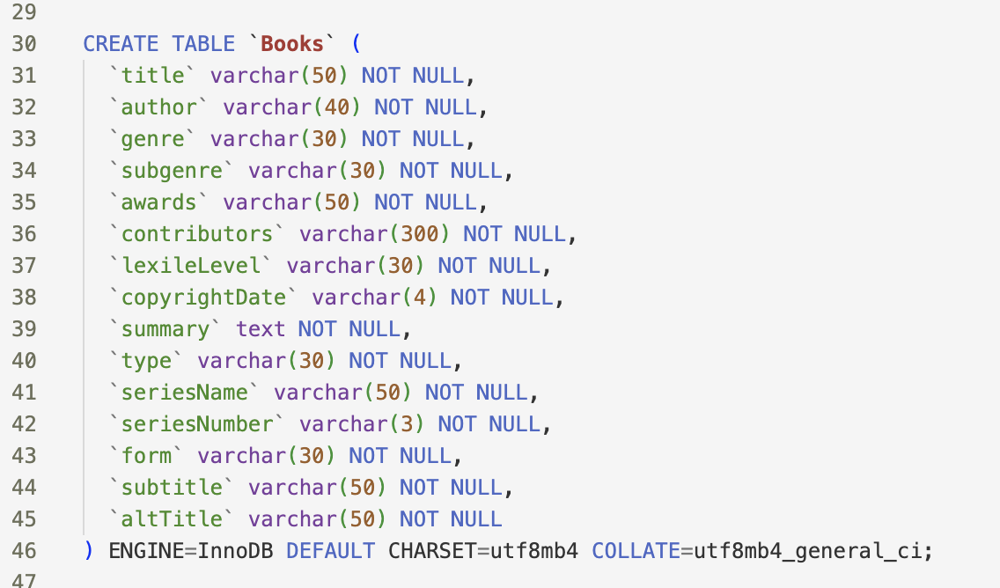 29
30 CREATE TABLE `Books` (
31 `title` varchar(50) NOT NULL,
32 `author` varchar(40) NOT NULL,
33 `genre` varchar(30) NOT NULL,
34 `subgenre` varchar(30) NOT NULL,
35 `awards` varchar(50) NOT NULL,
36 `contributors` varchar(300) NOT NULL,
37 `lexileLevel` varchar(30) NOT NULL,
38 `copyrightDate` varchar(4) NOT NULL,
39 `summary` text NOT NULL,
40 `type` varchar(30) NOT NULL,
41 `seriesName` varchar(50) NOT NULL,
42 `seriesNumber` varchar(3) NOT NULL,
43 `form` varchar(30) NOT NULL,
44 `subtitle` varchar(50) NOT NULL,
45 `altTitle` varchar(50) NOT NULL
46 ) ENGINE=InnoDB DEFAULT CHARSET=utf8mb4 COLLATE=utf8mb4_general_ci;
47